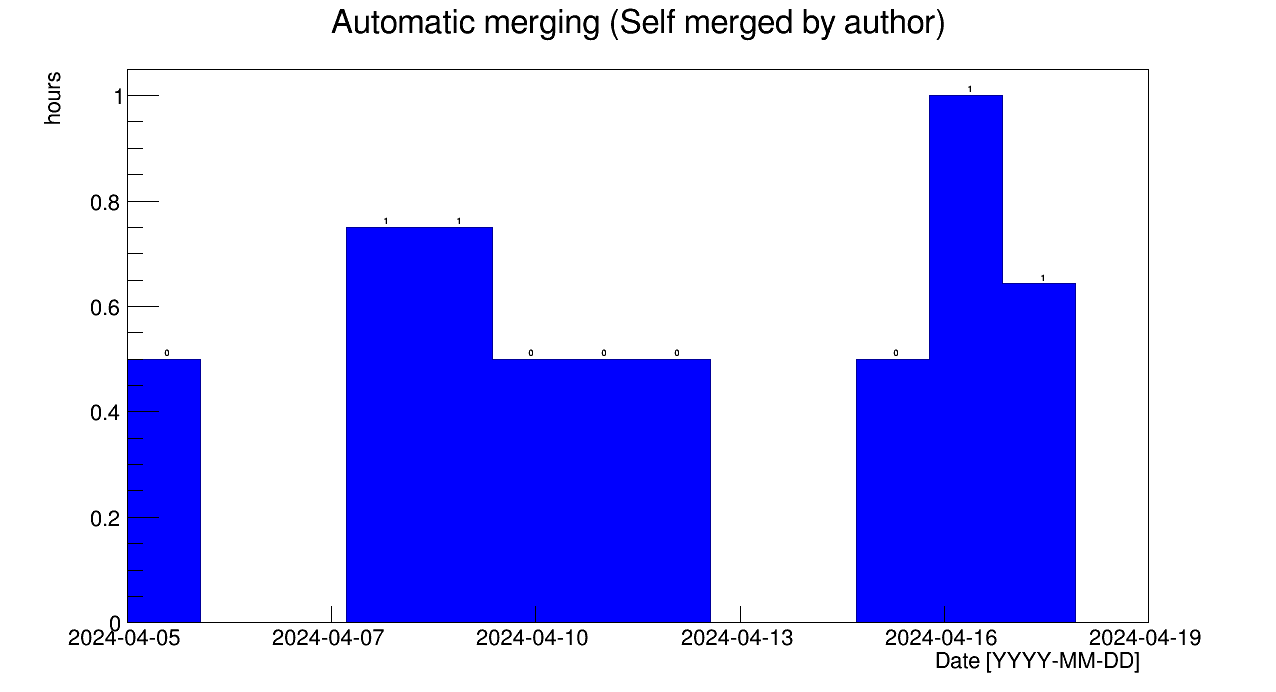 Automatic merging (Self merged by author)
hours
1
0.8
0.6
0.4
0.2
0
0 1 1 0 0 0 0 1 1
2024-04-05 2024-04-07 2024-04-10 2024-04-13 2024-04-16 2024-04-19
Date [YYYY-MM-DD]